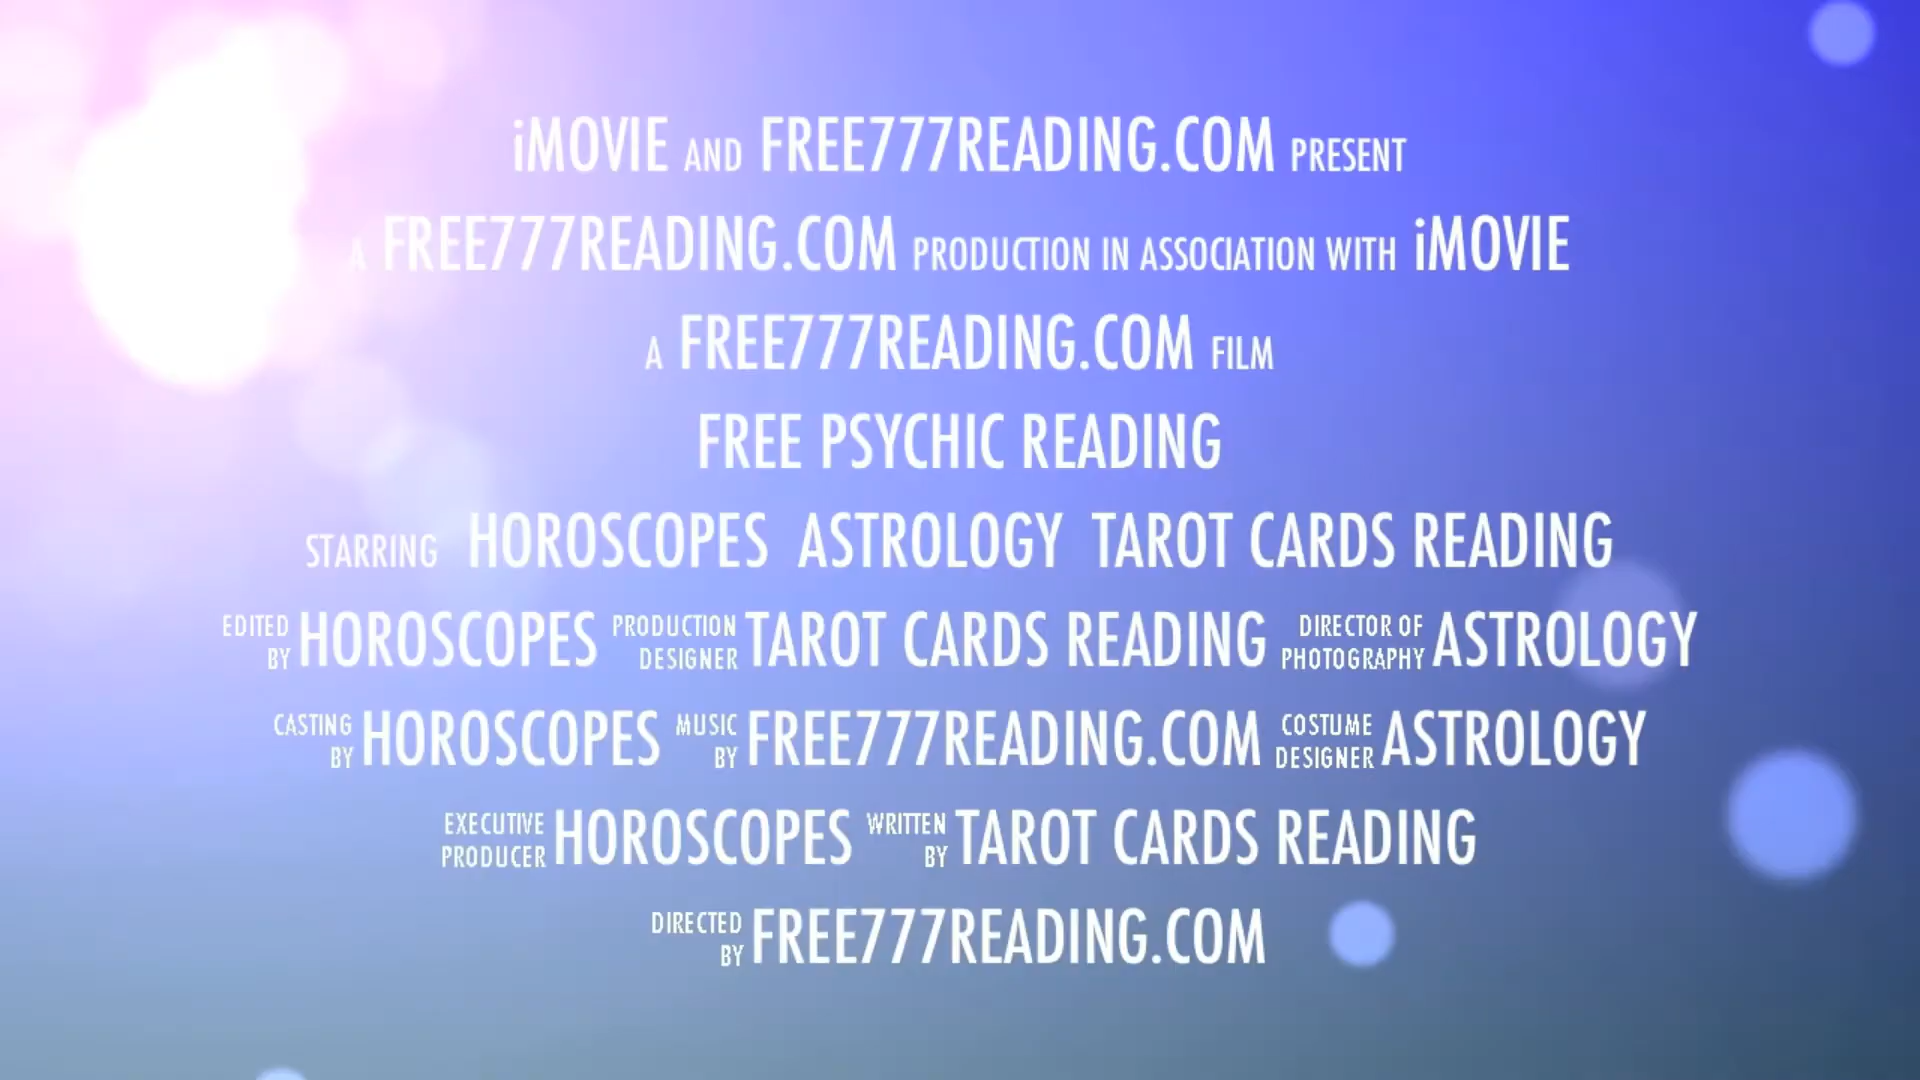 iMOVIE AND FREE777READING.COM PRESENT
A FREE777READING.COM PRODUCTION IN ASSOCIATION WITH iMOVIE
A FREE777READING.COM FILM
FREE PSYCHIC READING
STARRING HOROSCOPES ASTROLOGY TAROT CARDS READING
EDITED BY HOROSCOPES PRODUCTION DESIGNER TAROT CARDS READING DIRECTOR OF PHOTOGRAPHY ASTROLOGY
CASTING BY HOROSCOPES MUSIC BY FREE777READING.COM COSTUME DESIGNER ASTROLOGY
EXECUTIVE PRODUCER HOROSCOPES WRITTEN BY TAROT CARDS READING
DIRECTED BY FREE777READING.COM